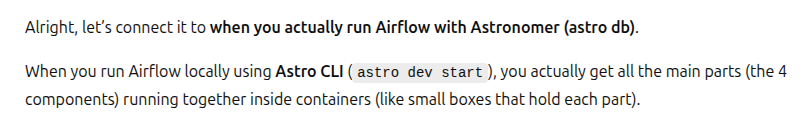 Alright, let's connect it to when you actually run Airflow with Astronomer (astro db).
When you run Airflow locally using Astro CLI ( astro dev start ), you actually get all the main parts (the 4
components) running together inside containers (like small boxes that hold each part).